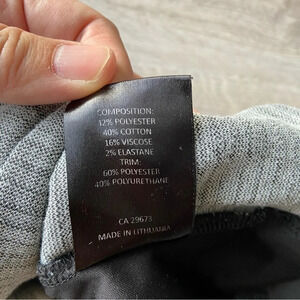 COMPOSITION:
42% POLYESTER
40% COTTON
16% VISCOSE
2% ELASTANE
TRIM:
60% POLYESTER
40% POLYURETHANE
CA 29673
MADE IN LITHUANIA